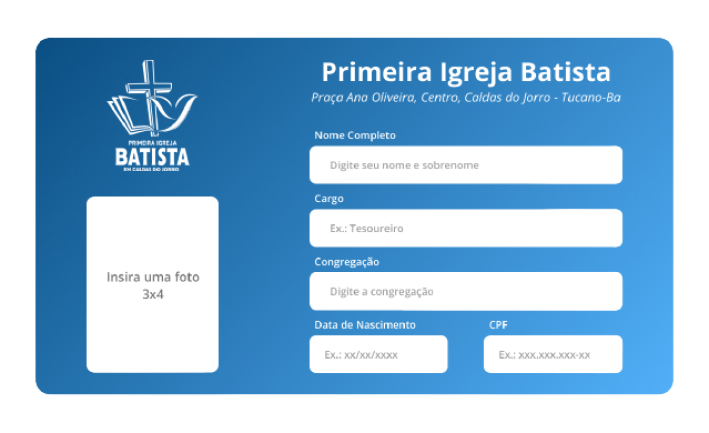 PRIMEIRA IGREJA
BATISTA
EM CALDAS DO JORRO
Insira uma foto
3x4
Primeira Igreja Batista
Praça Ana Oliveira, Centro, Caldas do Jorro - Tucano-Ba
Nome Completo
Digite seu nome e sobrenome
Cargo
Ex.: Tesoureiro
Congregação
Digite a congregação
Data de Nascimento
Ex.: xx/xx/xxxx
CPF
Ex.: xxx.xxx.xxx-xx